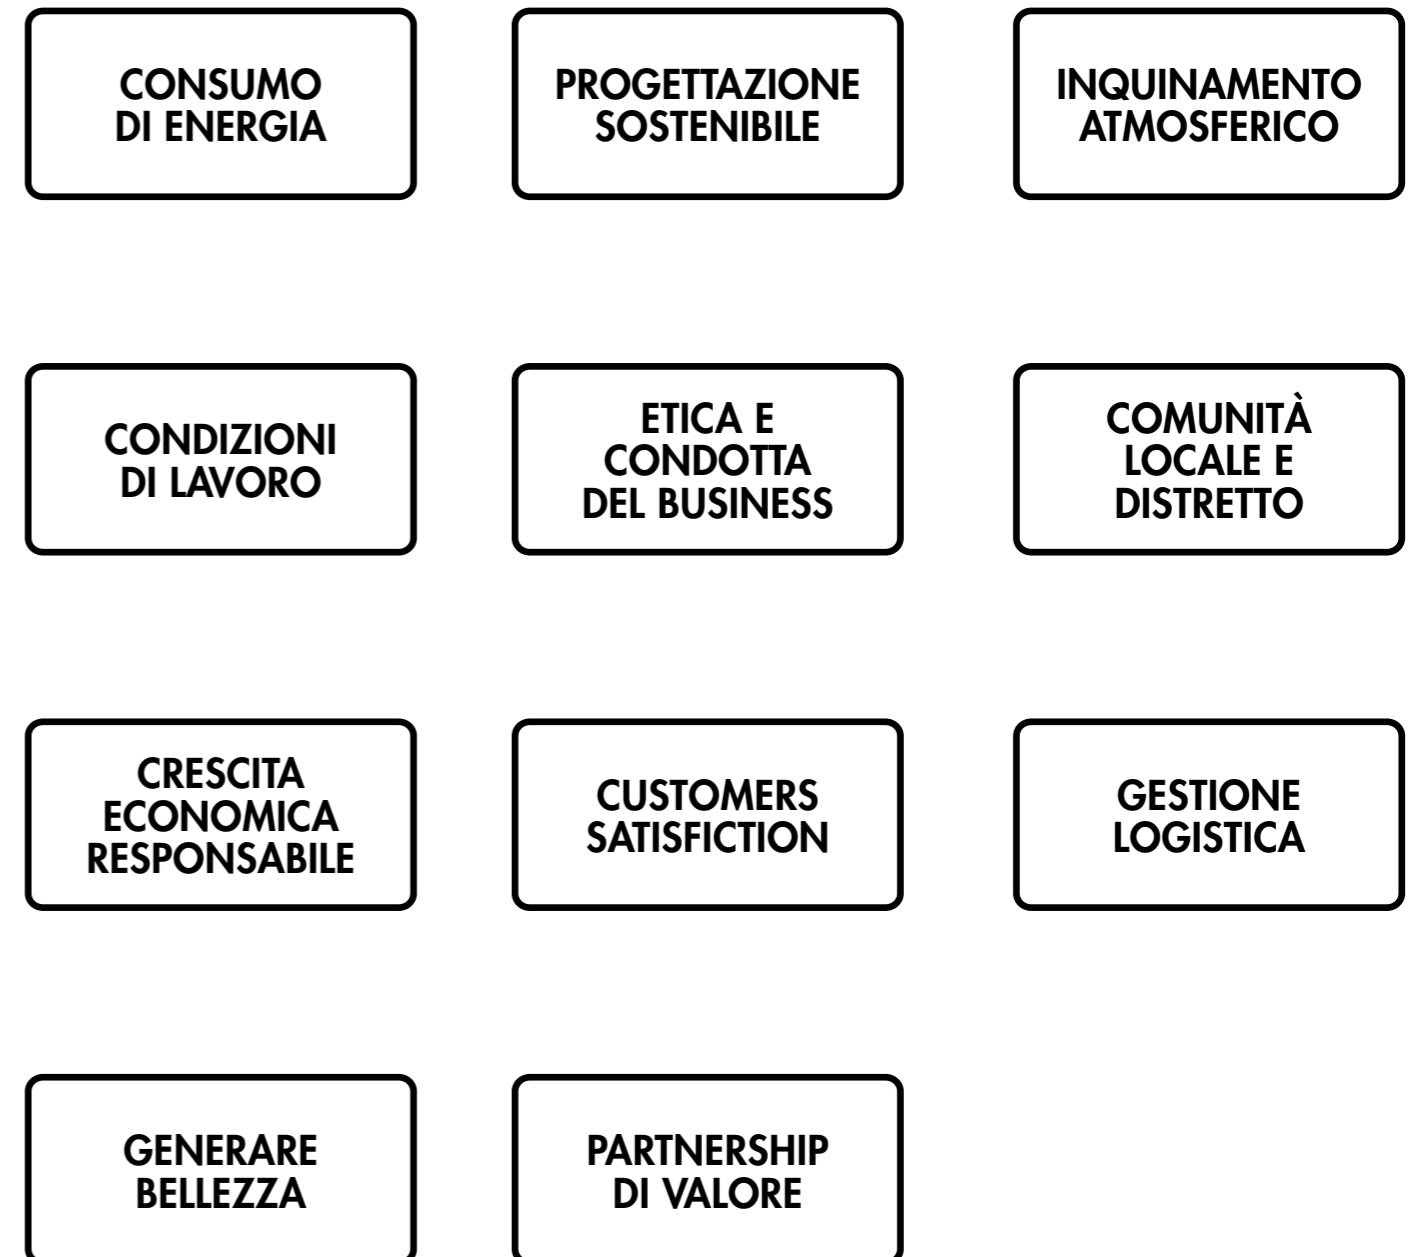 CONSUMO
DI ENERGIA
PROGETTAZIONE
SOSTENIBILE
INQUINAMENTO
ATMOSFERICO
CONDIZIONI
DI LAVORO
ETICA E
CONDOTTA
DEL BUSINESS
COMUNITÀ
LOCALE E
DISTRETTO
CRESCITA
ECONOMICA
RESPONSABILE
CUSTOMERS
SATISFICTION
GESTIONE
LOGISTICA
GENERARE
BELLEZZA
PARTNERSHIP
DI VALORE